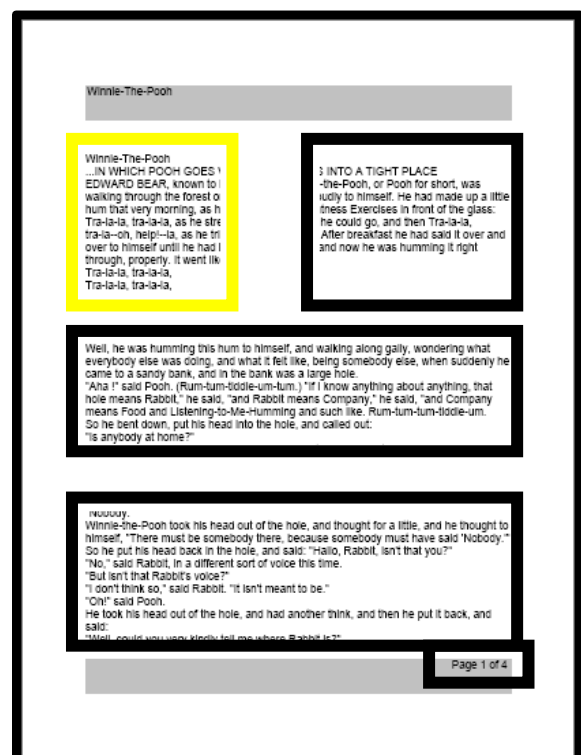 Winnie-The-Pooh
Winnie-The-Pooh
...IN WHICH POOH GOES
EDWARD BEAR, known to
walking through the forest o
hum that very morning, as h
Tra-la-la, tra-la-la, as he stre
tra-la--oh, help!--la, as he tri
over to himself until he had l
through, properly. It went lik
Tra-la-la, tra-la-la,
Tra-la-la, tra-la-la,
S INTO A TIGHT PLACE
-the-Pooh, or Pooh for short, was
udly to himself. He had made up a little
tness Exercises in front of the glass:
he could go, and then Tra-la-la,
After breakfast he had said it over and
and now he was humming it right
Well, he was humming this hum to himself, and walking along gaily, wondering what
everybody else was doing, and what it felt like, being somebody else, when suddenly he
came to a sandy bank, and in the bank was a large hole.
"Aha !" said Pooh. (Rum-tum-tiddle-um-tum.) "If I know anything about anything, that
hole means Rabbit," he said, "and Rabbit means Company," he said, "and Company
means Food and Listening-to-Me-Humming and such like. Rum-tum-tum-tiddle-um.
So he bent down, put his head into the hole, and called out:
"Is anybody at home?"
"Nobody."
Winnie-the-Pooh took his head out of the hole, and thought for a little, and he thought to
himself, "There must be somebody there, because somebody must have said 'Nobody.'"
So he put his head back in the hole, and said: "Hallo, Rabbit, isn't that you?"
"No," said Rabbit, in a different sort of voice this time.
"But isn't that Rabbit's voice?"
"I don't think so," said Rabbit. "It isn't meant to be."
"Oh!" said Pooh.
He took his head out of the hole, and had another think, and then he put it back, and
said:
"Well, could you very kindly tell me where Rabbit is?"
Page 1 of 4